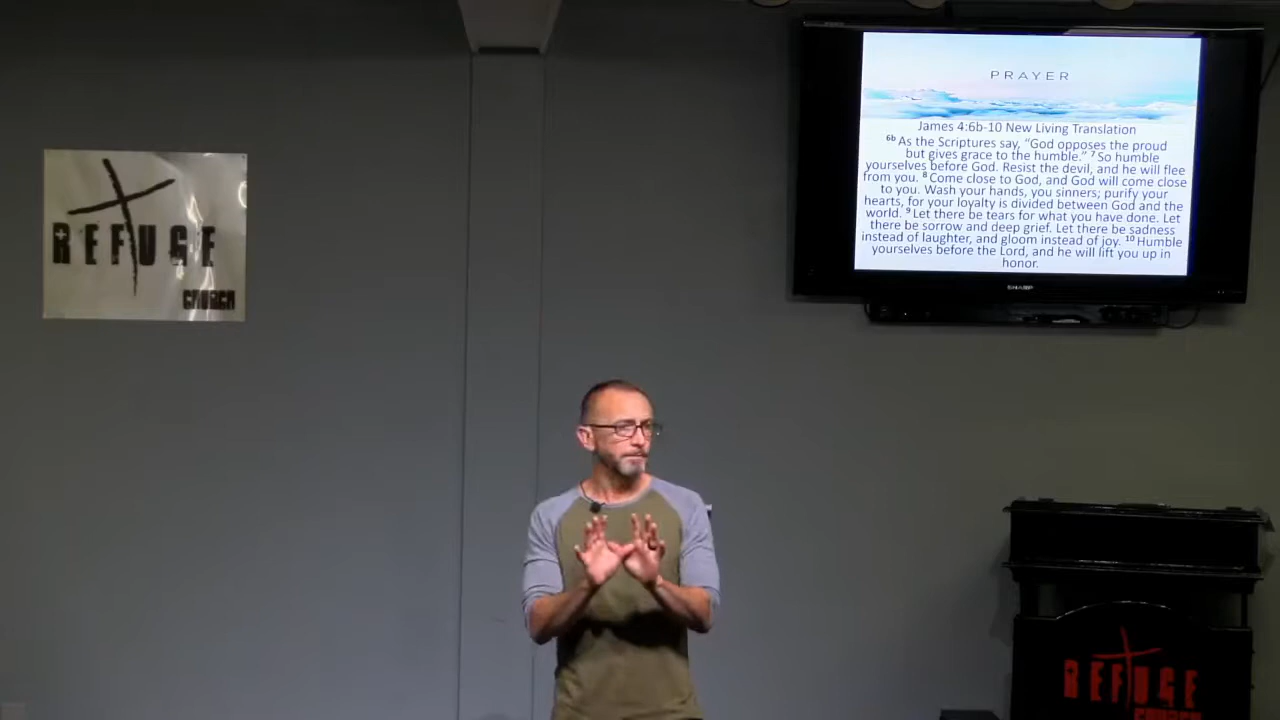 REFUGE
CHURCH
PRAYER
James 4:6b-10 New Living Translation
6b As the Scriptures say, “God opposes the proud
but gives grace to the humble.” 7 So humble
yourselves before God. Resist the devil, and he will flee
from you. 8 Come close to God, and God will come close
to you. Wash your hands, you sinners; purify your
hearts, for your loyalty is divided between God and the
world. 9 Let there be tears for what you have done. Let
there be sorrow and deep grief. Let there be sadness
instead of laughter, and gloom instead of joy. 10 Humble
yourselves before the Lord, and he will lift you up in
honor.
SHARP
REFUGE
CHURCH